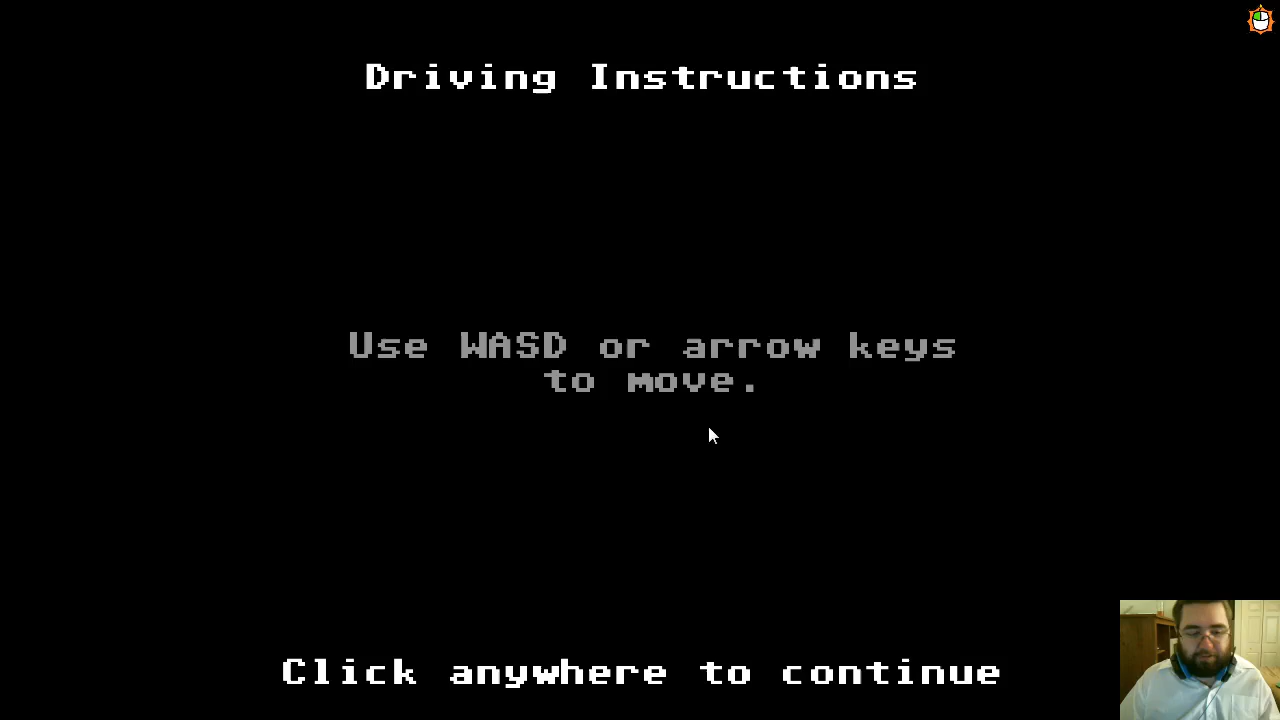 Driving Instructions
Use WASD or arrow keys
to move.
Click anywhere to continue